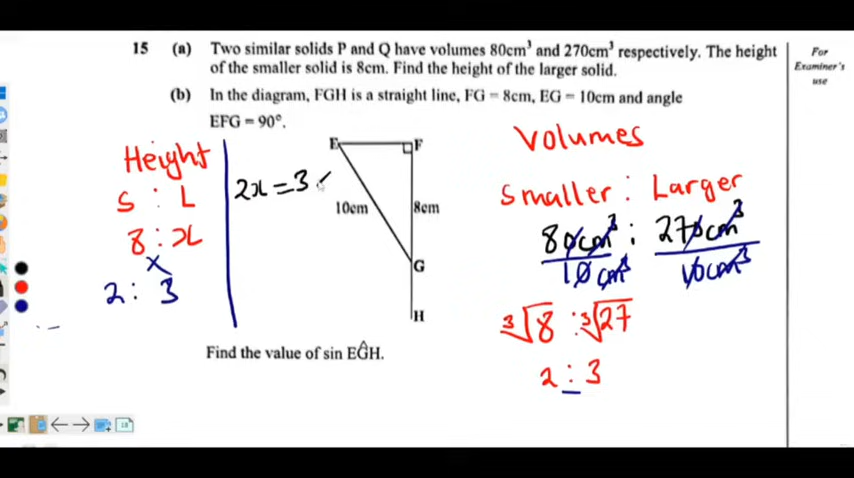 15 (a) Two similar solids P and Q have volumes 80cm³ and 270cm³ respectively. The height
of the smaller solid is 8cm. Find the height of the larger solid.
(b) In the diagram, FGH is a straight line, FG = 8cm, EG = 10cm and angle
EFG = 90°.
For
Examiner's
use
Height
S : L
8 : x
2 : 3
2x = 3
E
F
10cm
8cm
G
H
Find the value of sin EĜH.
Volumes
Smaller : Larger
80cm³ : 270cm³
10cm³ 10cm³
³√8 : ³√27
2 : 3